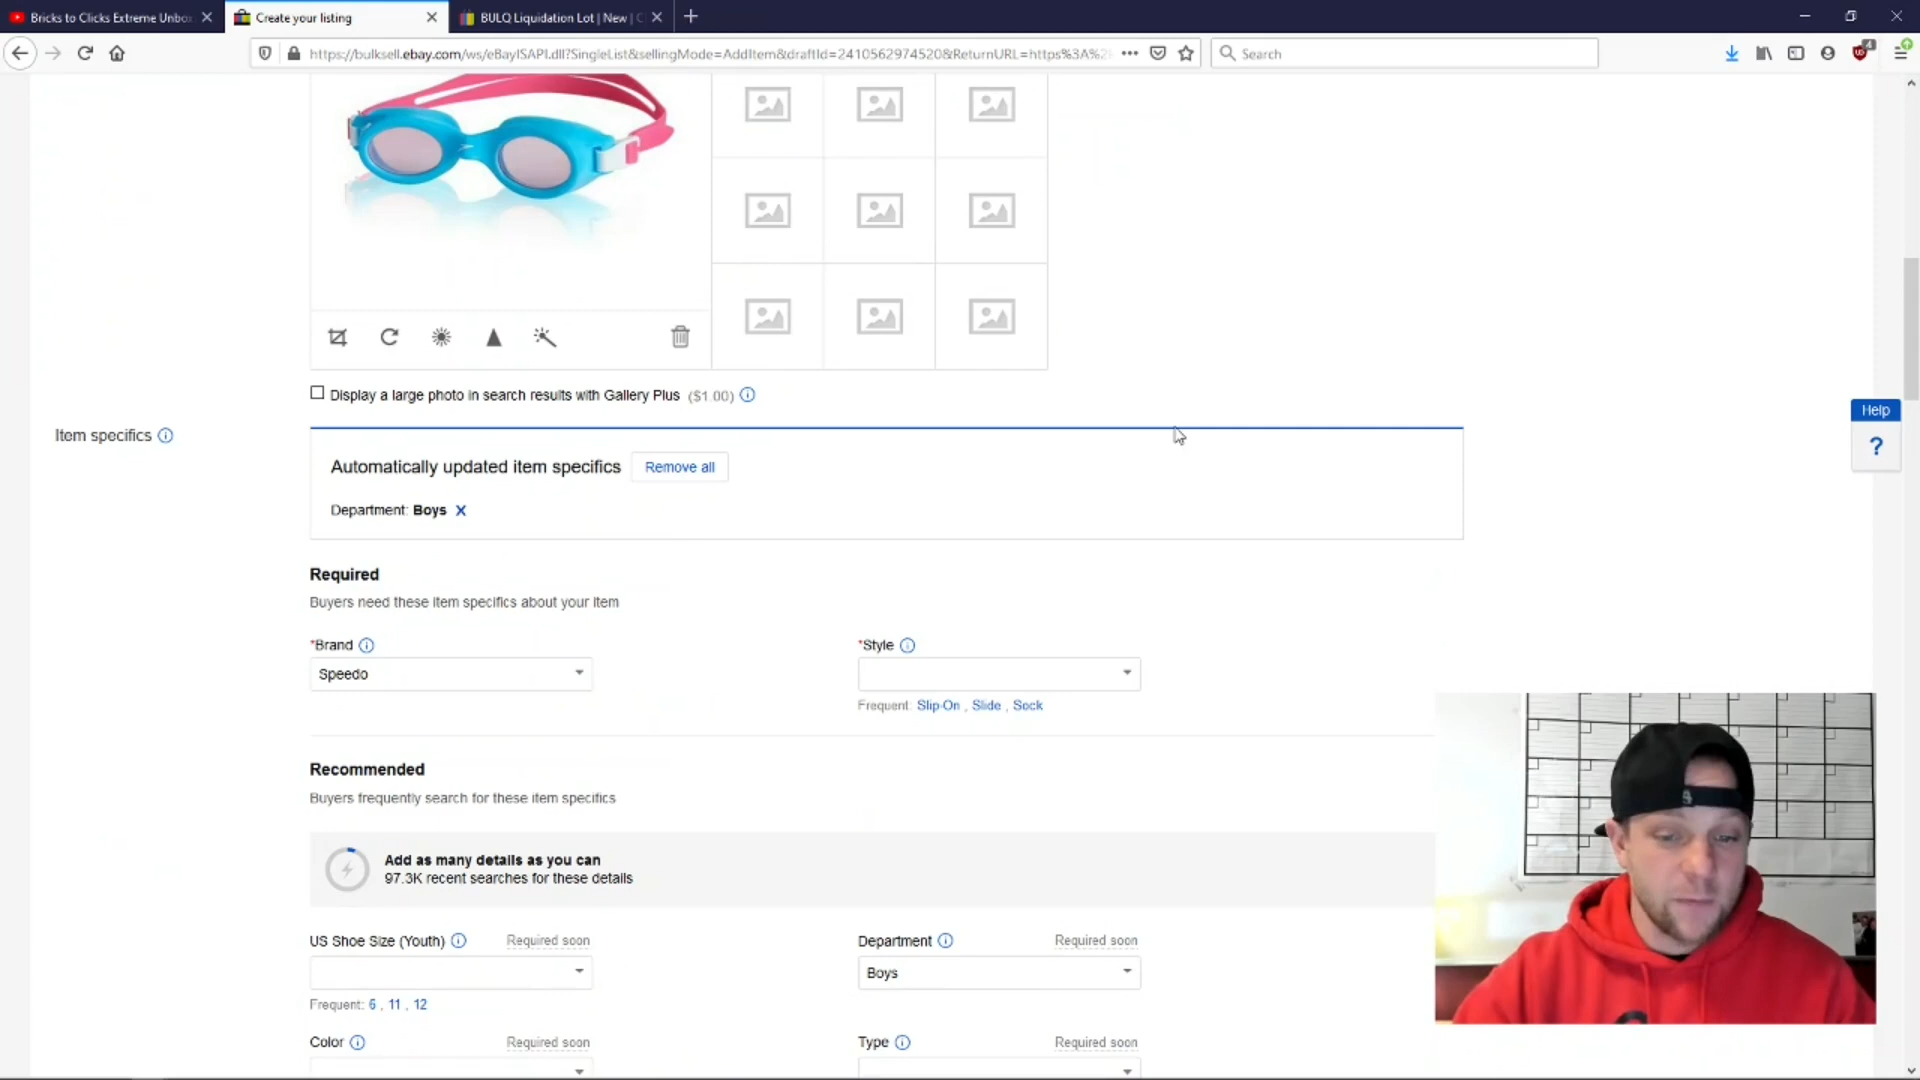 Bricks to Clicks Extreme Unbo
Create your listing
BULQ Liquidation Lot | New | C
https://bulksell.ebay.com/ws/eBayISAPI.dll?SingleList&sellingMode=AddItem&draftId=2410562974520&ReturnURL=https%3A%2
Search
4
Display a large photo in search results with Gallery Plus ($1.00)
Help
?
Item specifics
Automatically updated item specifics Remove all
Department: Boys X
Required
Buyers need these item specifics about your item
*Brand
*Style
Speedo
Frequent: Slip-On , Slide , Sock
Recommended
Buyers frequently search for these item specifics
Add as many details as you can
97.3K recent searches for these details
US Shoe Size (Youth) Required soon
Department Required soon
Boys
Frequent: 6 , 11 , 12
Color Required soon
Type Required soon